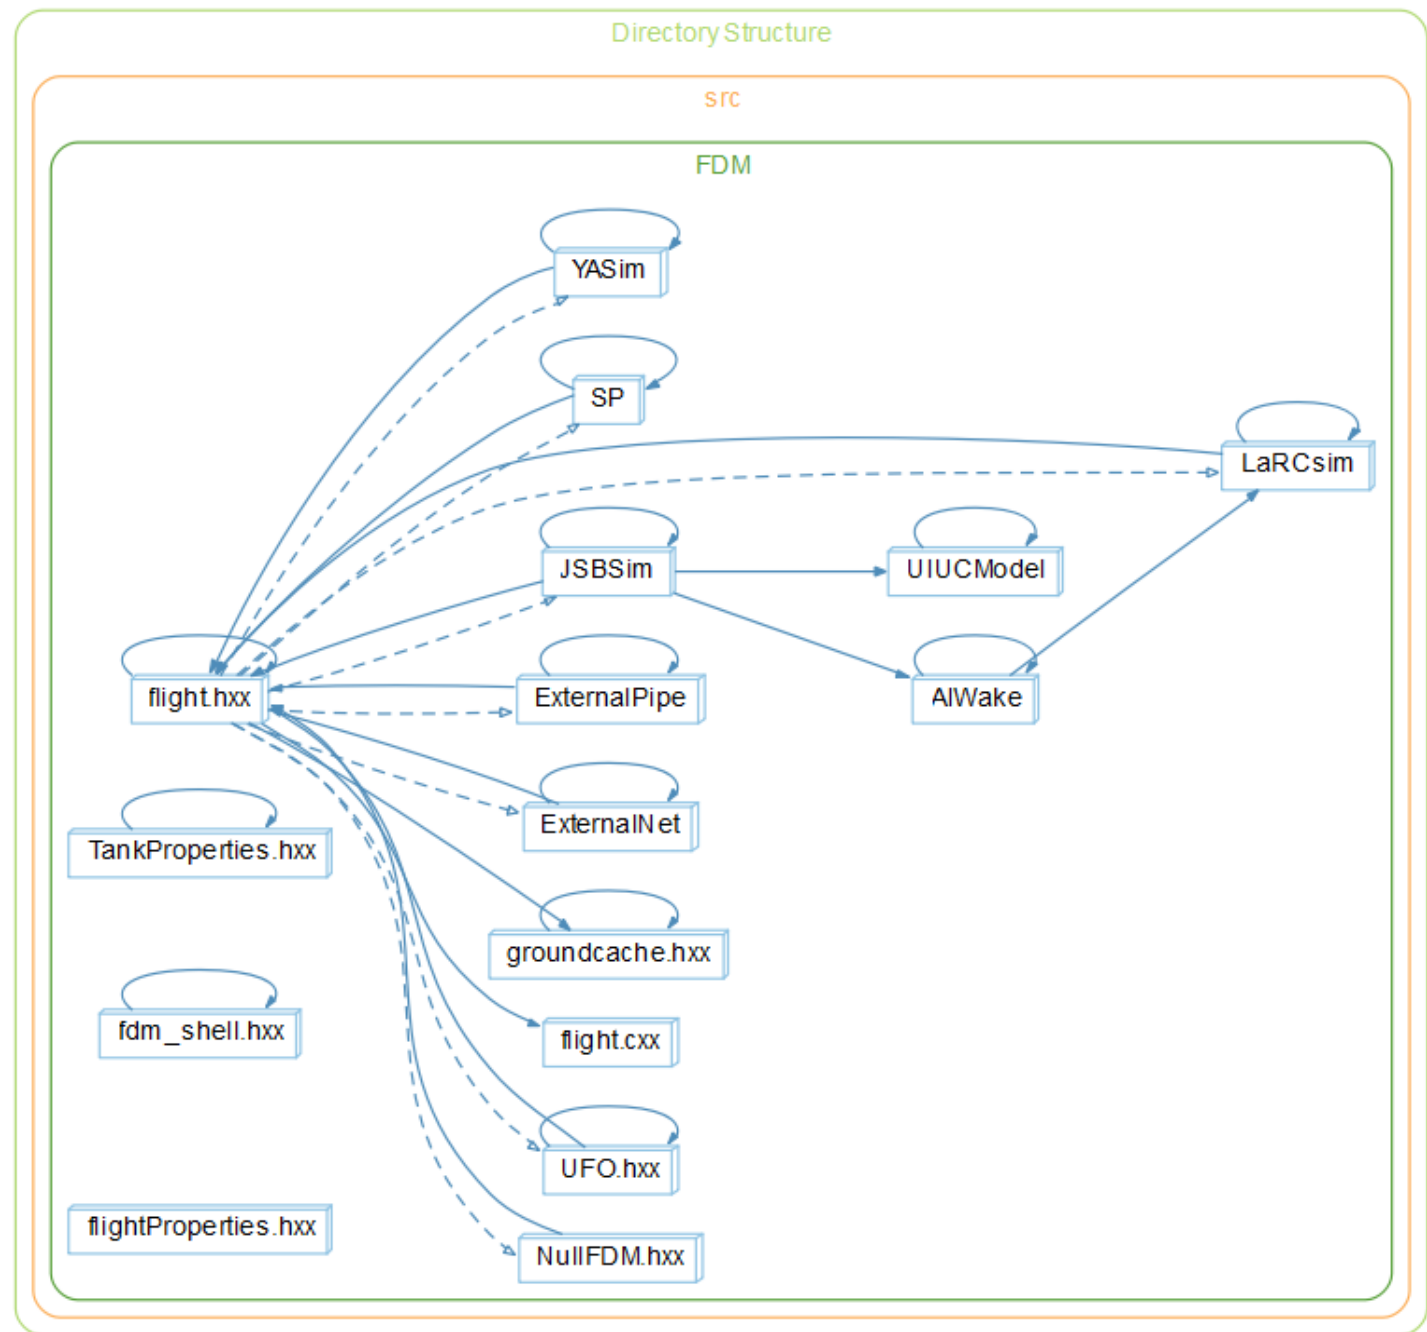 Directory Structure
src
FDM
YASim
SP
LaRCsim
JSBSim
UIUCModel
flight.hxx
ExternalPipe
AIWake
ExternalNet
TankProperties.hxx
groundcache.hxx
fdm_shell.hxx
flight.cxx
UFO.hxx
flightProperties.hxx
NullFDM.hxx